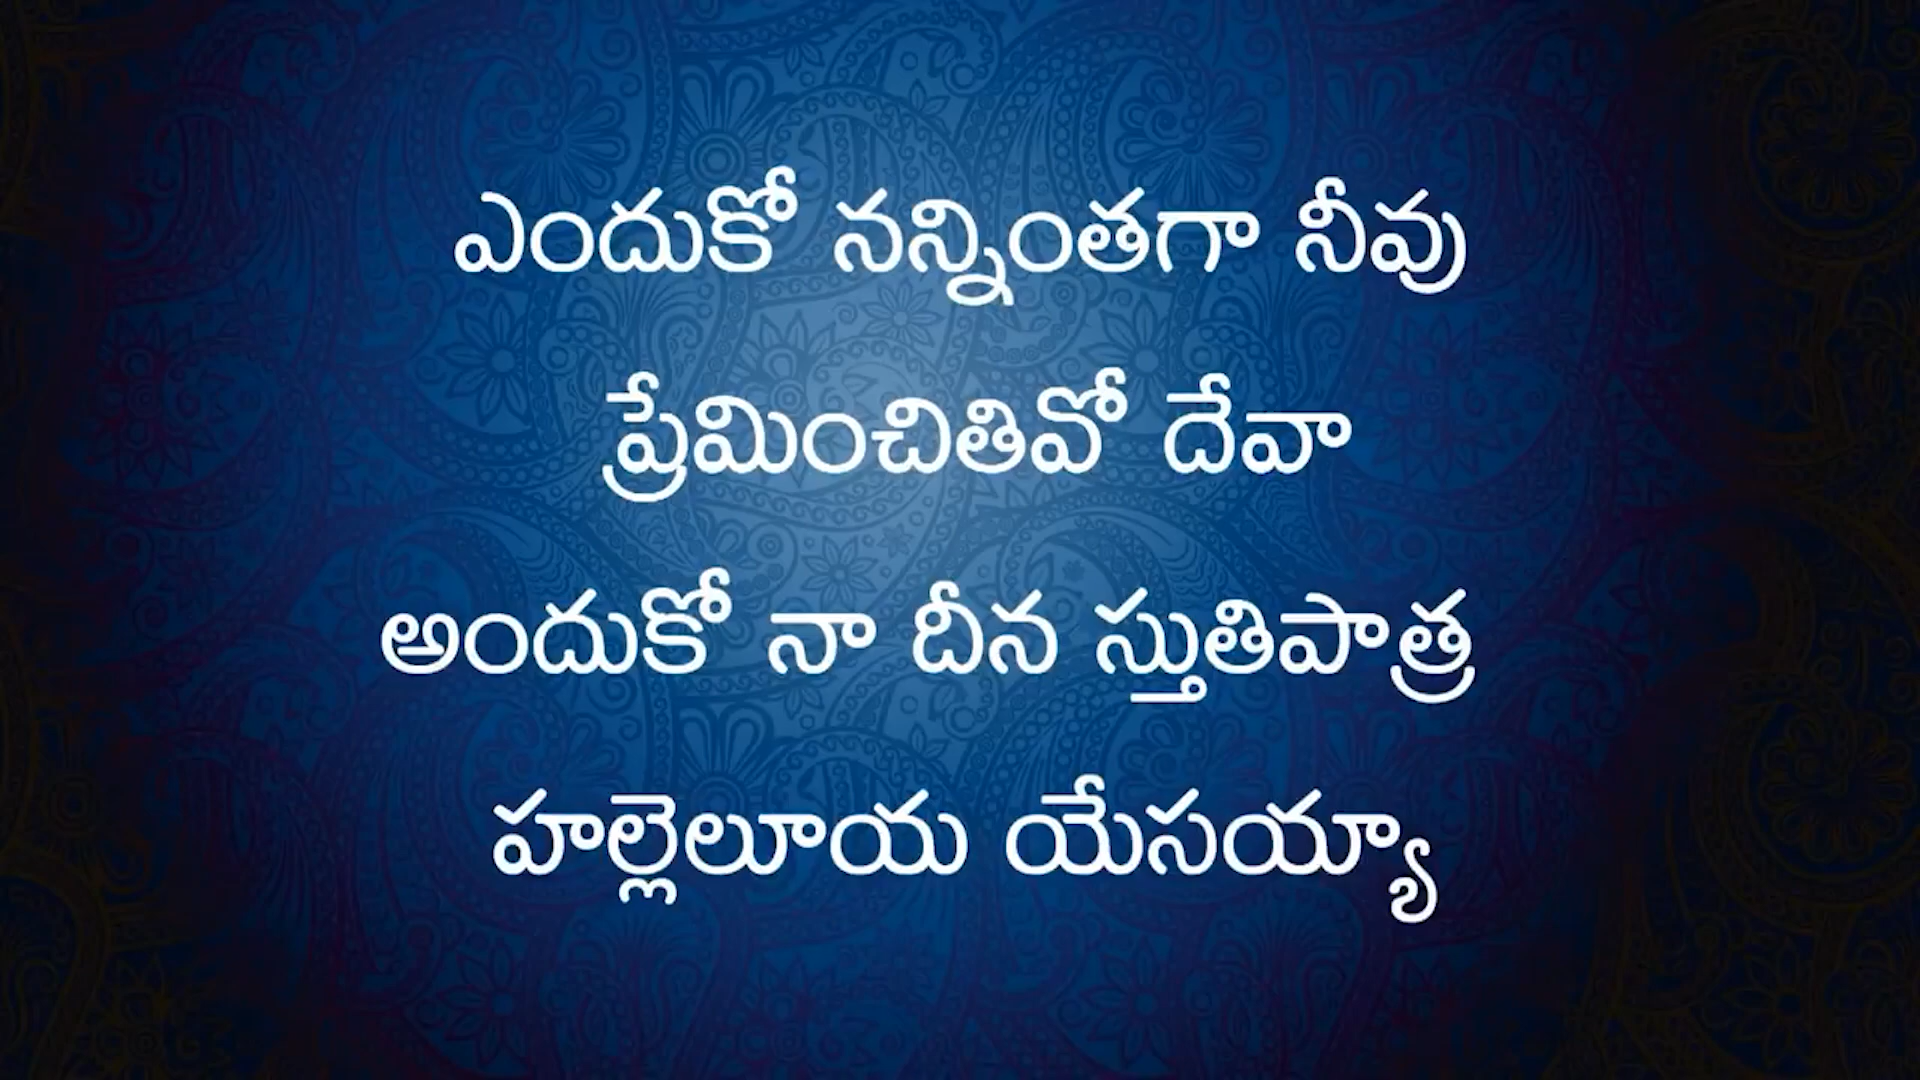 ఎందుకో నన్నింతగా నీవు
ప్రేమించితివో దేవా
అందుకో నా దీన స్తుతిపాత్ర
హల్లెలూయ యేసయ్యా